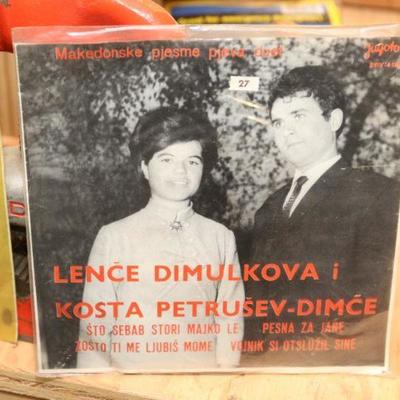 Makedonske pjesme pjeva duet
Jugoton
27
LENČE DIMULKOVA i
KOSTA PETRUŠEV-DIMČE
ŠTO SEBAB STORI MAJKO LE PESNA ZA JANE
ZOŠTO TI ME LJUBIŠ MOME VOJNIK SI OTSLUŽIL SINE